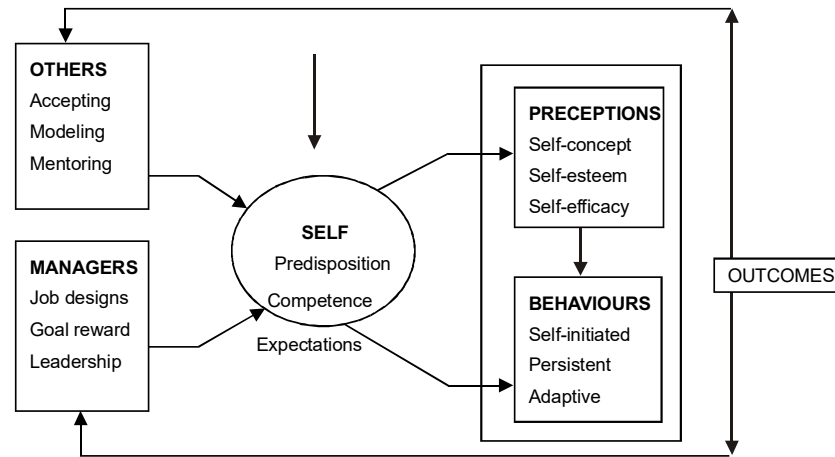 OTHERS
Accepting
Modeling
Mentoring
MANAGERS
Job designs
Goal reward
Leadership
SELF
Predisposition
Competence
Expectations
PRECEPTIONS
Self-concept
Self-esteem
Self-efficacy
BEHAVIOURS
Self-initiated
Persistent
Adaptive
OUTCOMES